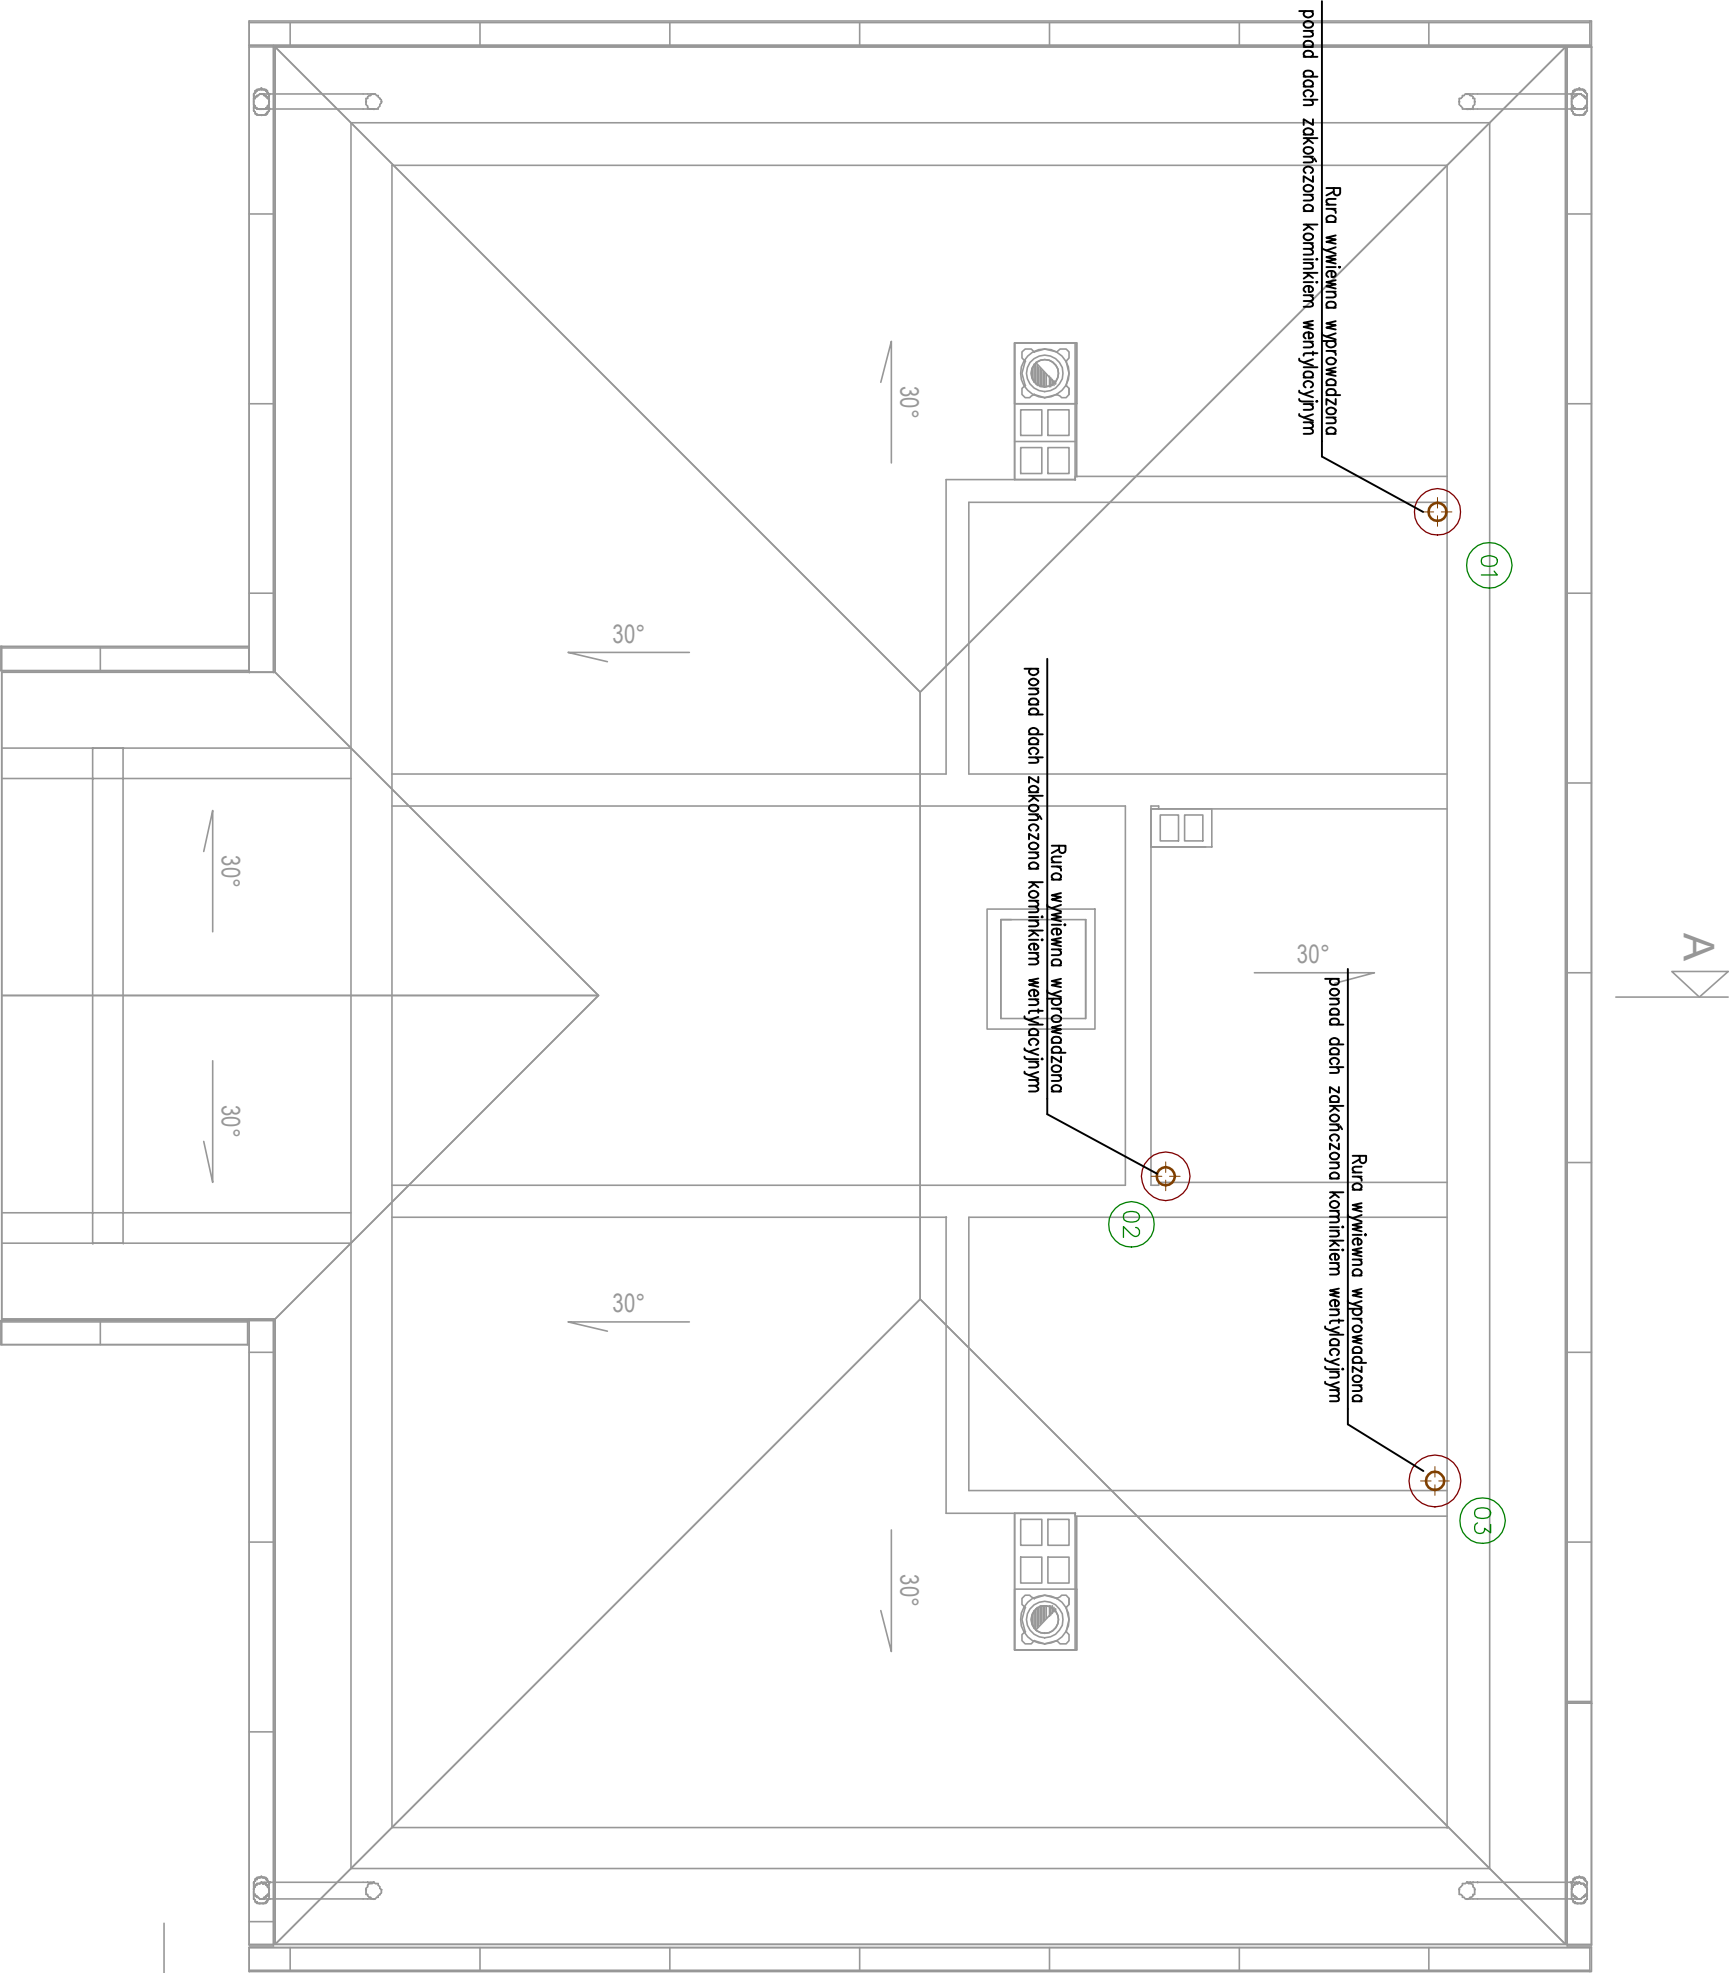 Rura wywiewna wyprowadzona
ponad dach zakończona kominkiem wentylacyjnym
01
30°
30°
Rura wywiewna wyprowadzona
ponad dach zakończona kominkiem wentylacyjnym
02
30°
A
30°
30°
Rura wywiewna wyprowadzona
ponad dach zakończona kominkiem wentylacyjnym
03
30°
30°